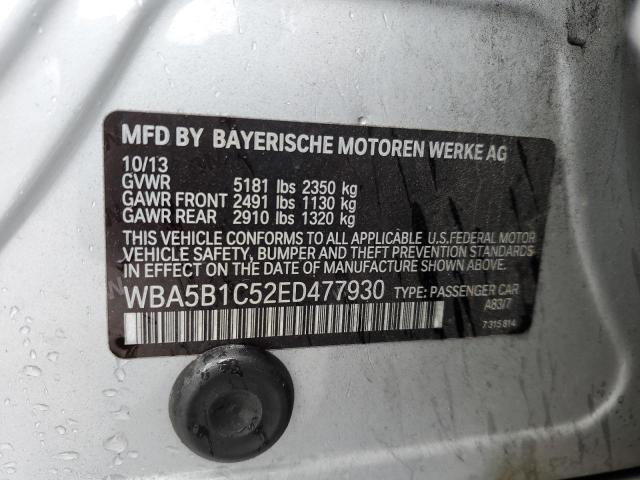 MFD BY BAYERISCHE MOTOREN WERKE AG
10/13
GVWR 5181 lbs 2350 kg
GAWR FRONT 2491 lbs 1130 kg
GAWR REAR 2910 lbs 1320 kg
THIS VEHICLE CONFORMS TO ALL APPLICABLE U.S.FEDERAL MOTOR
VEHICLE SAFETY, BUMPER AND THEFT PREVENTION STANDARDS
IN EFFECT ON THE DATE OF MANUFACTURE SHOWN ABOVE.
WBA5B1C52ED477930 TYPE: PASSENGER CAR
A83/7
7 315 814